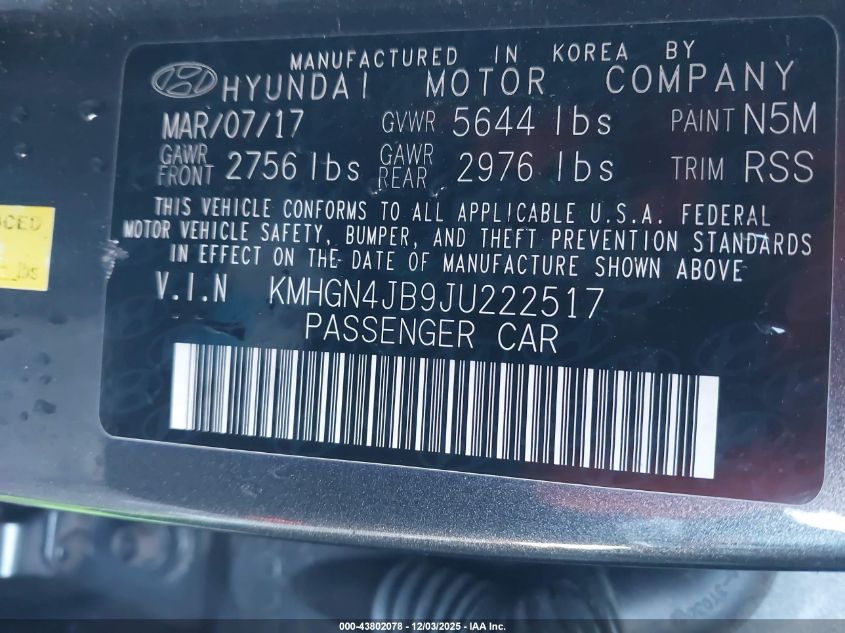 MANUFACTURED IN KOREA BY
HYUNDAI MOTOR COMPANY
MAR/07/17 GVWR 5644 lbs PAINT N5M
GAWR FRONT 2756 lbs GAWR REAR 2976 lbs TRIM RSS
THIS VEHICLE CONFORMS TO ALL APPLICABLE U.S.A. FEDERAL
MOTOR VEHICLE SAFETY, BUMPER, AND THEFT PREVENTION STANDARDS
IN EFFECT ON THE DATE OF MANUFACTURE SHOWN ABOVE
V.I.N KMHGN4JB9JU222517
PASSENGER CAR
lbs
000-43802078 - 12/03/2025 - IAA Inc.